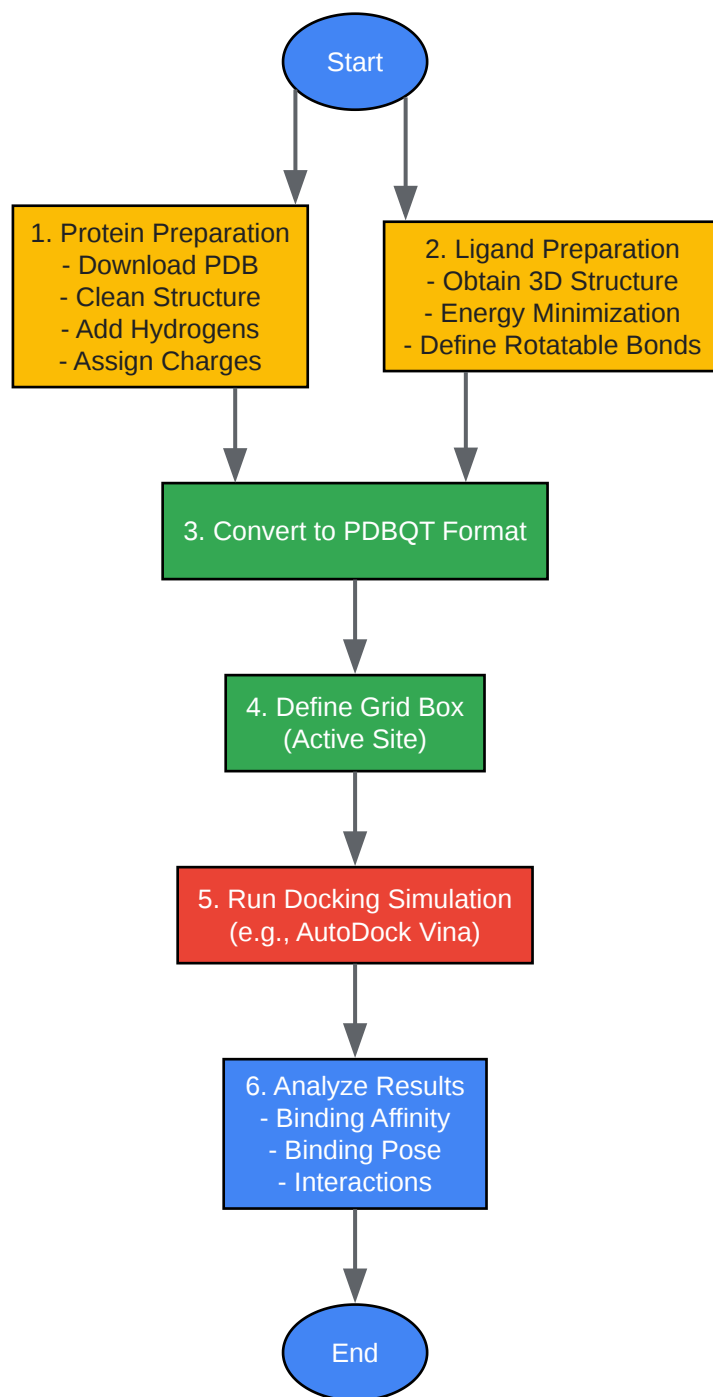 Start
1. Protein Preparation
- Download PDB
- Clean Structure
- Add Hydrogens
- Assign Charges
2. Ligand Preparation
- Obtain 3D Structure
- Energy Minimization
- Define Rotatable Bonds
3. Convert to PDBQT Format
4. Define Grid Box
(Active Site)
5. Run Docking Simulation
(e.g., AutoDock Vina)
6. Analyze Results
- Binding Affinity
- Binding Pose
- Interactions
End